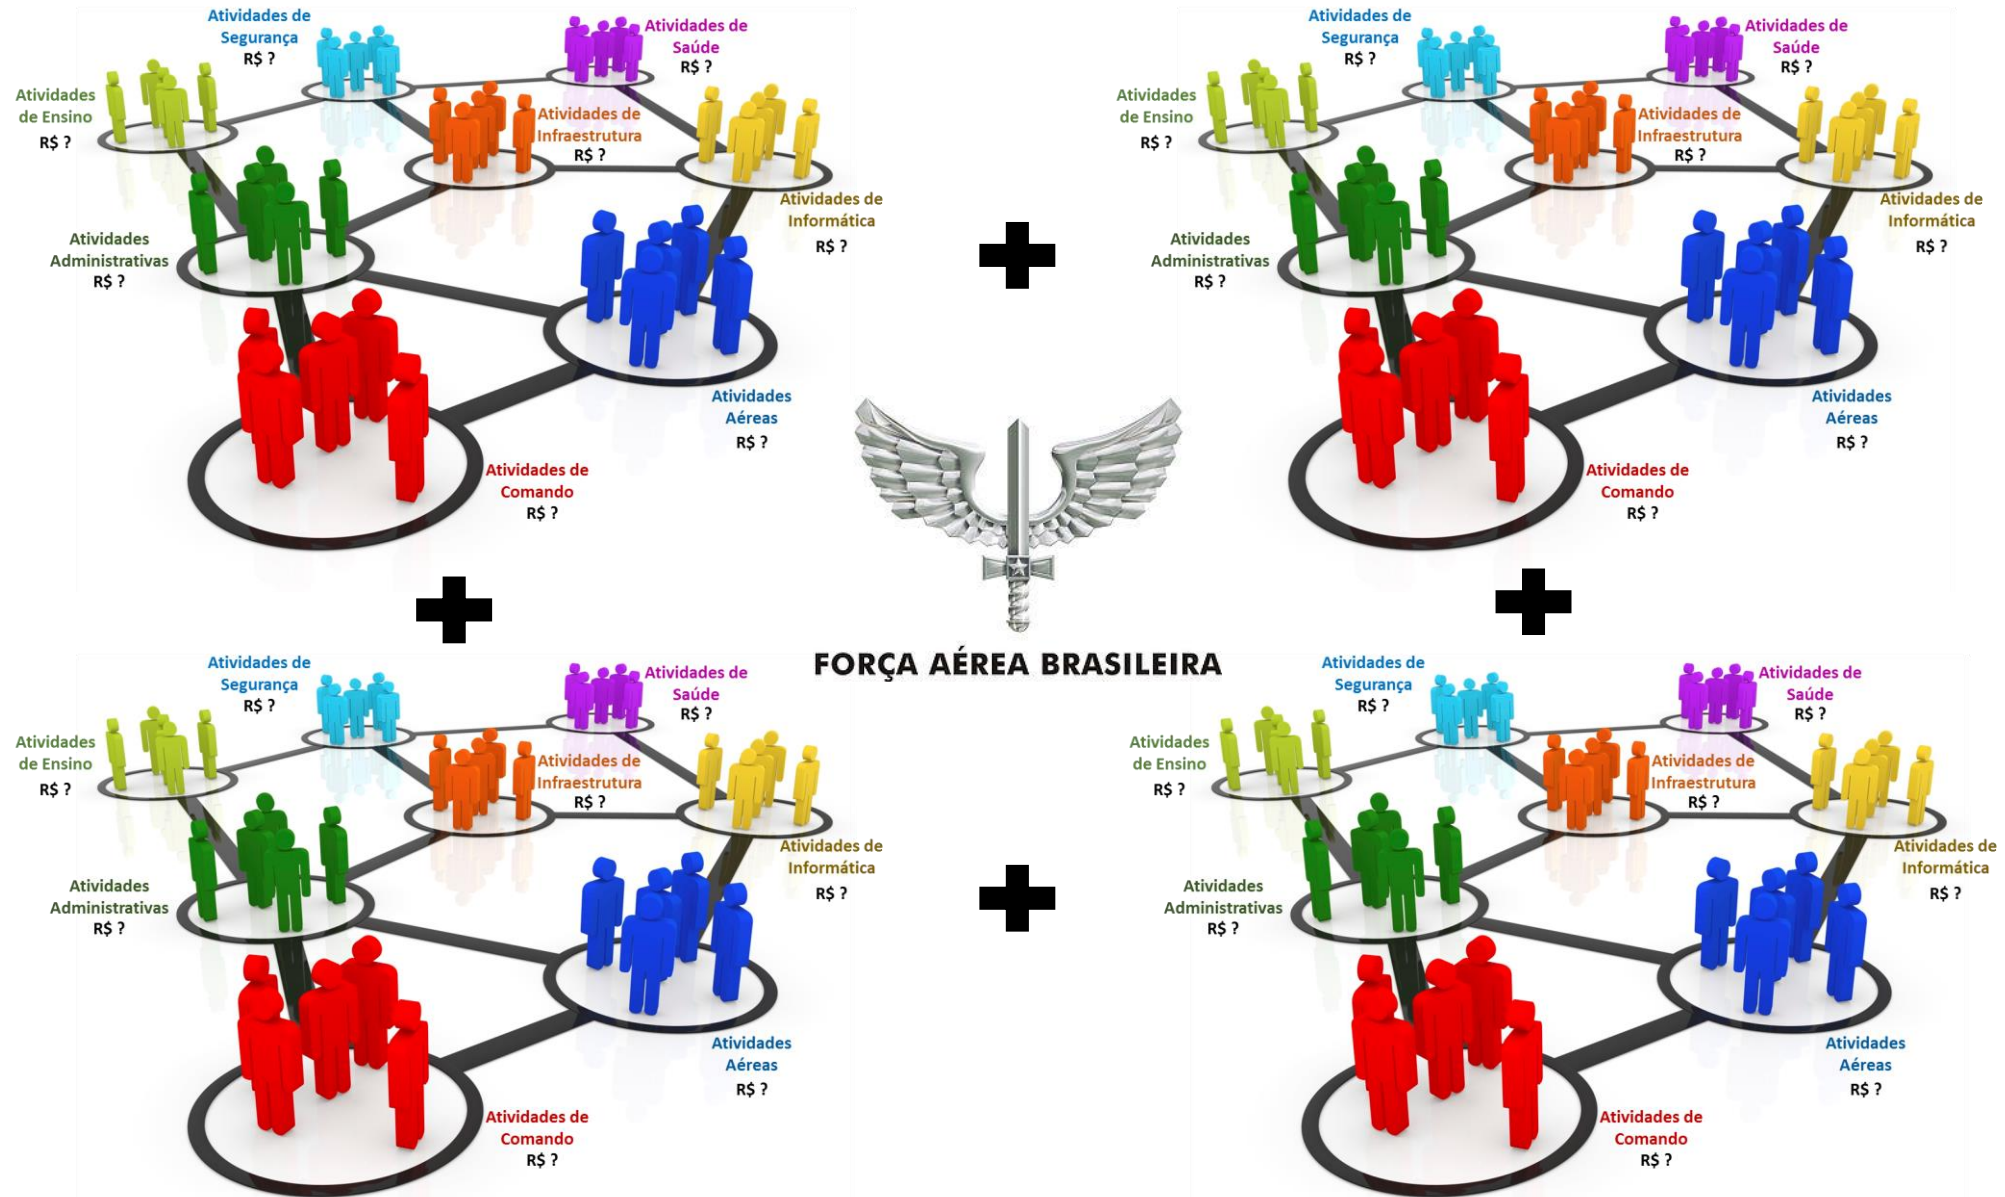 Atividades de
Segurança
R$ ?
Atividades de
Saúde
R$ ?
Atividades
de Ensino
R$ ?
Atividades de
Infraestrutura
R$ ?
Atividades de
Informática
R$ ?
Atividades
Administrativas
R$ ?
Atividades
Aéreas
R$ ?
Atividades de
Comando
R$ ?
Atividades de
Segurança
R$ ?
Atividades de
Saúde
R$ ?
Atividades
de Ensino
R$ ?
Atividades de
Infraestrutura
R$ ?
Atividades de
Informática
R$ ?
Atividades
Administrativas
R$ ?
Atividades
Aéreas
R$ ?
Atividades de
Comando
R$ ?
FORÇA AÉREA BRASILEIRA
Atividades de
Segurança
R$ ?
Atividades de
Saúde
R$ ?
Atividades
de Ensino
R$ ?
Atividades de
Infraestrutura
R$ ?
Atividades de
Informática
R$ ?
Atividades
Administrativas
R$ ?
Atividades
Aéreas
R$ ?
Atividades de
Comando
R$ ?
Atividades de
Segurança
R$ ?
Atividades de
Saúde
R$ ?
Atividades
de Ensino
R$ ?
Atividades de
Infraestrutura
R$ ?
Atividades de
Informática
R$ ?
Atividades
Administrativas
R$ ?
Atividades
Aéreas
R$ ?
Atividades de
Comando
R$ ?